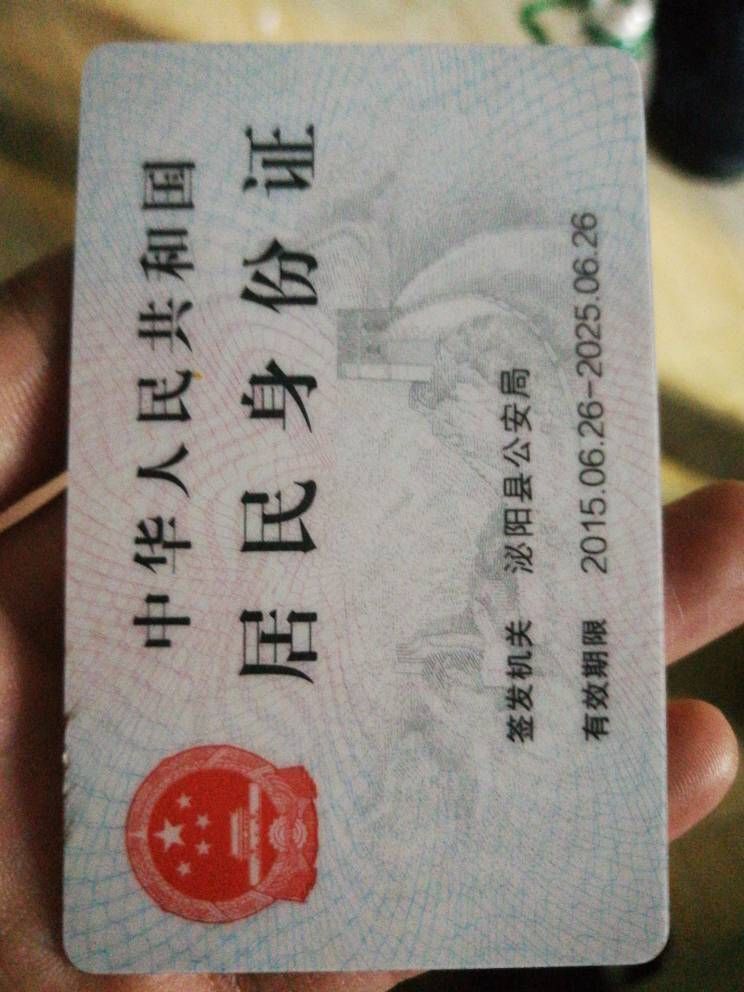 中华人民共和国
居民身份证
签发机关 泌阳县公安局
有效期限 2015.06.26-2025.06.26